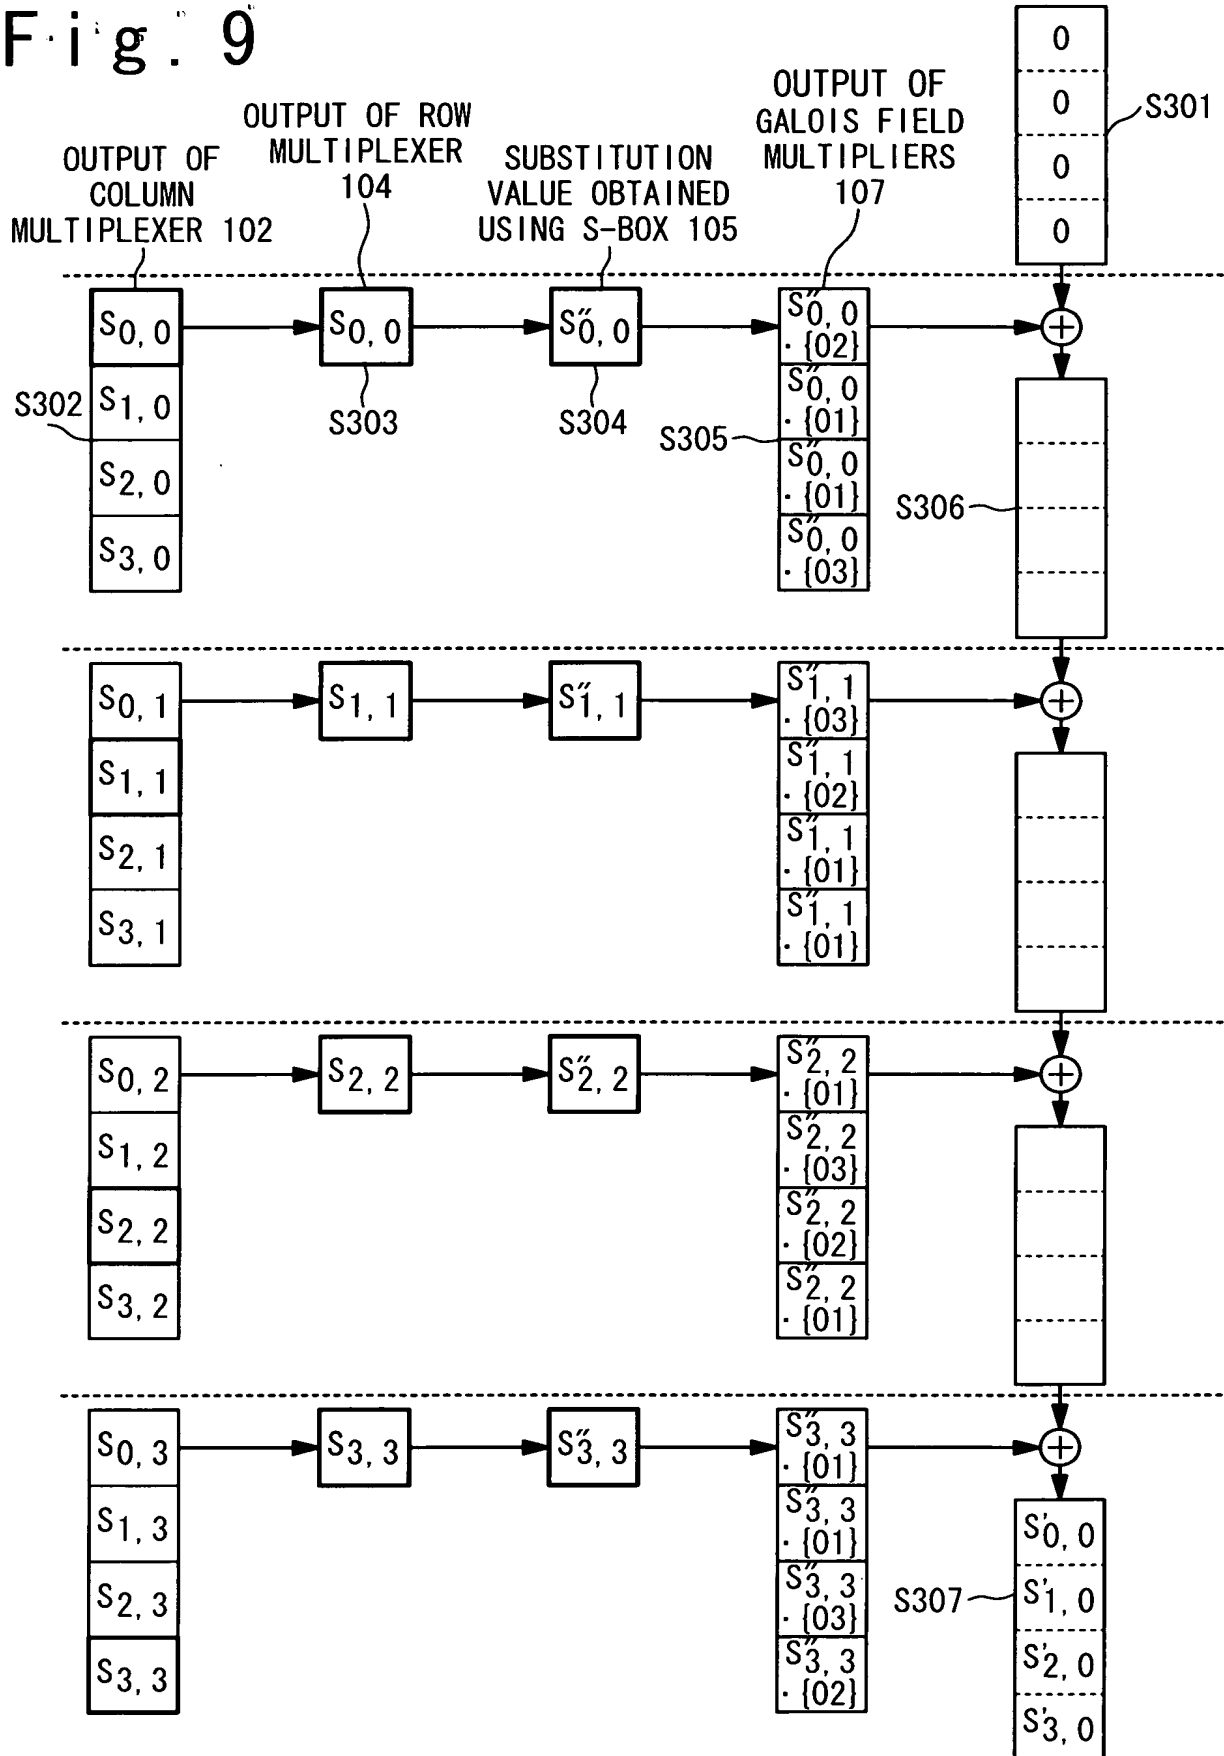 Fig. 9
OUTPUT OF
COLUMN
MULTIPLEXER 102
OUTPUT OF ROW
MULTIPLEXER
104
SUBSTITUTION
VALUE OBTAINED
USING S-BOX 105
OUTPUT OF
GALOIS FIELD
MULTIPLIERS
107
0
0
0
0
S301
S0,0
S1,0
S2,0
S3,0
S302
S0,0
S303
S″0,0
S304
S″0,0
· {02}
S″0,0
· {01}
S″0,0
· {01}
S″0,0
· {03}
S305
+
S306
S0,1
S1,1
S2,1
S3,1
S1,1
S″1,1
S″1,1
· {03}
S″1,1
· {02}
S″1,1
· {01}
S″1,1
· {01}
+
S0,2
S1,2
S2,2
S3,2
S2,2
S″2,2
S″2,2
· {01}
S″2,2
· {03}
S″2,2
· {02}
S″2,2
· {01}
+
S0,3
S1,3
S2,3
S3,3
S3,3
S″3,3
S″3,3
· {01}
S″3,3
· {01}
S″3,3
· {03}
S″3,3
· {02}
+
S307
S′0,0
S′1,0
S′2,0
S′3,0